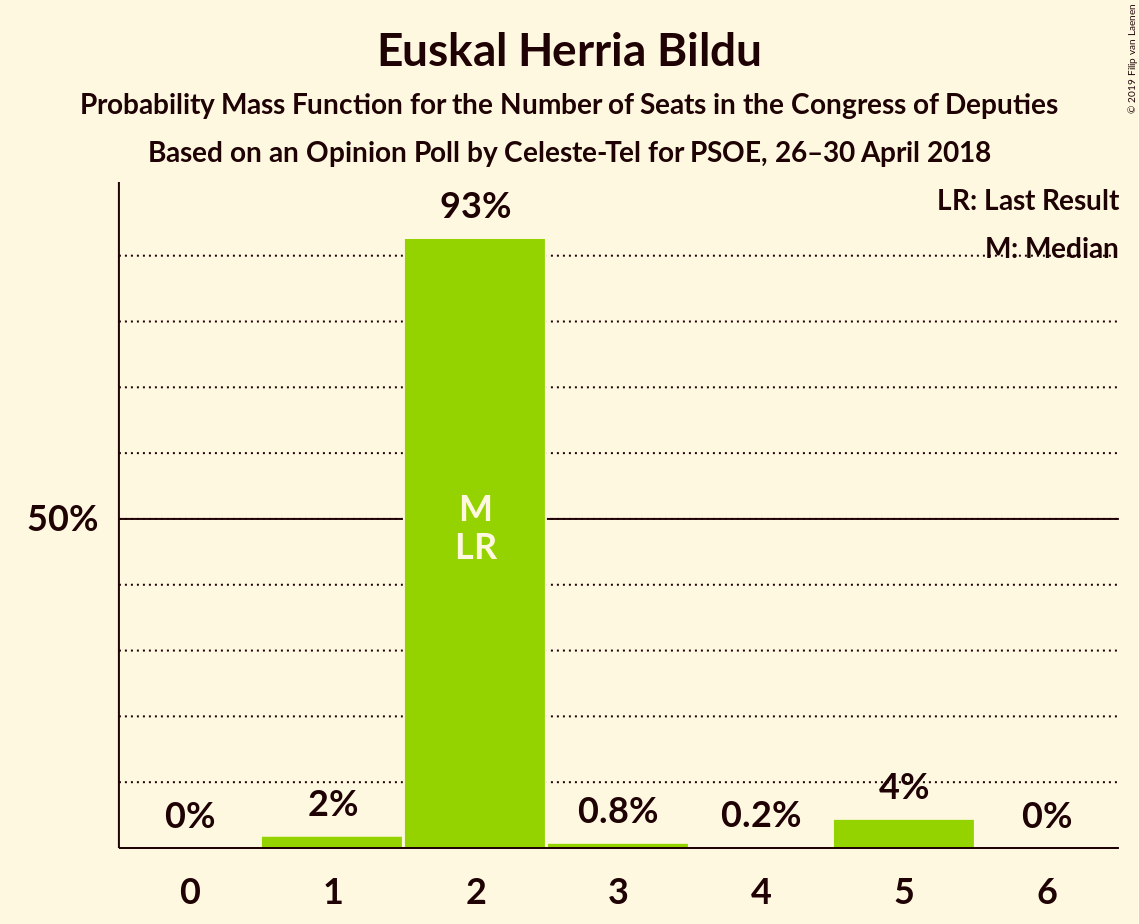 Euskal Herria Bildu
Probability Mass Function for the Number of Seats in the Congress of Deputies
Based on an Opinion Poll by Celeste-Tel for PSOE, 26–30 April 2018
© 2019 Filip van Laenen
LR: Last Result
M: Median
93%
50%
M
LR
0%
2%
0.8%
0.2%
4%
0%
0 1 2 3 4 5 6